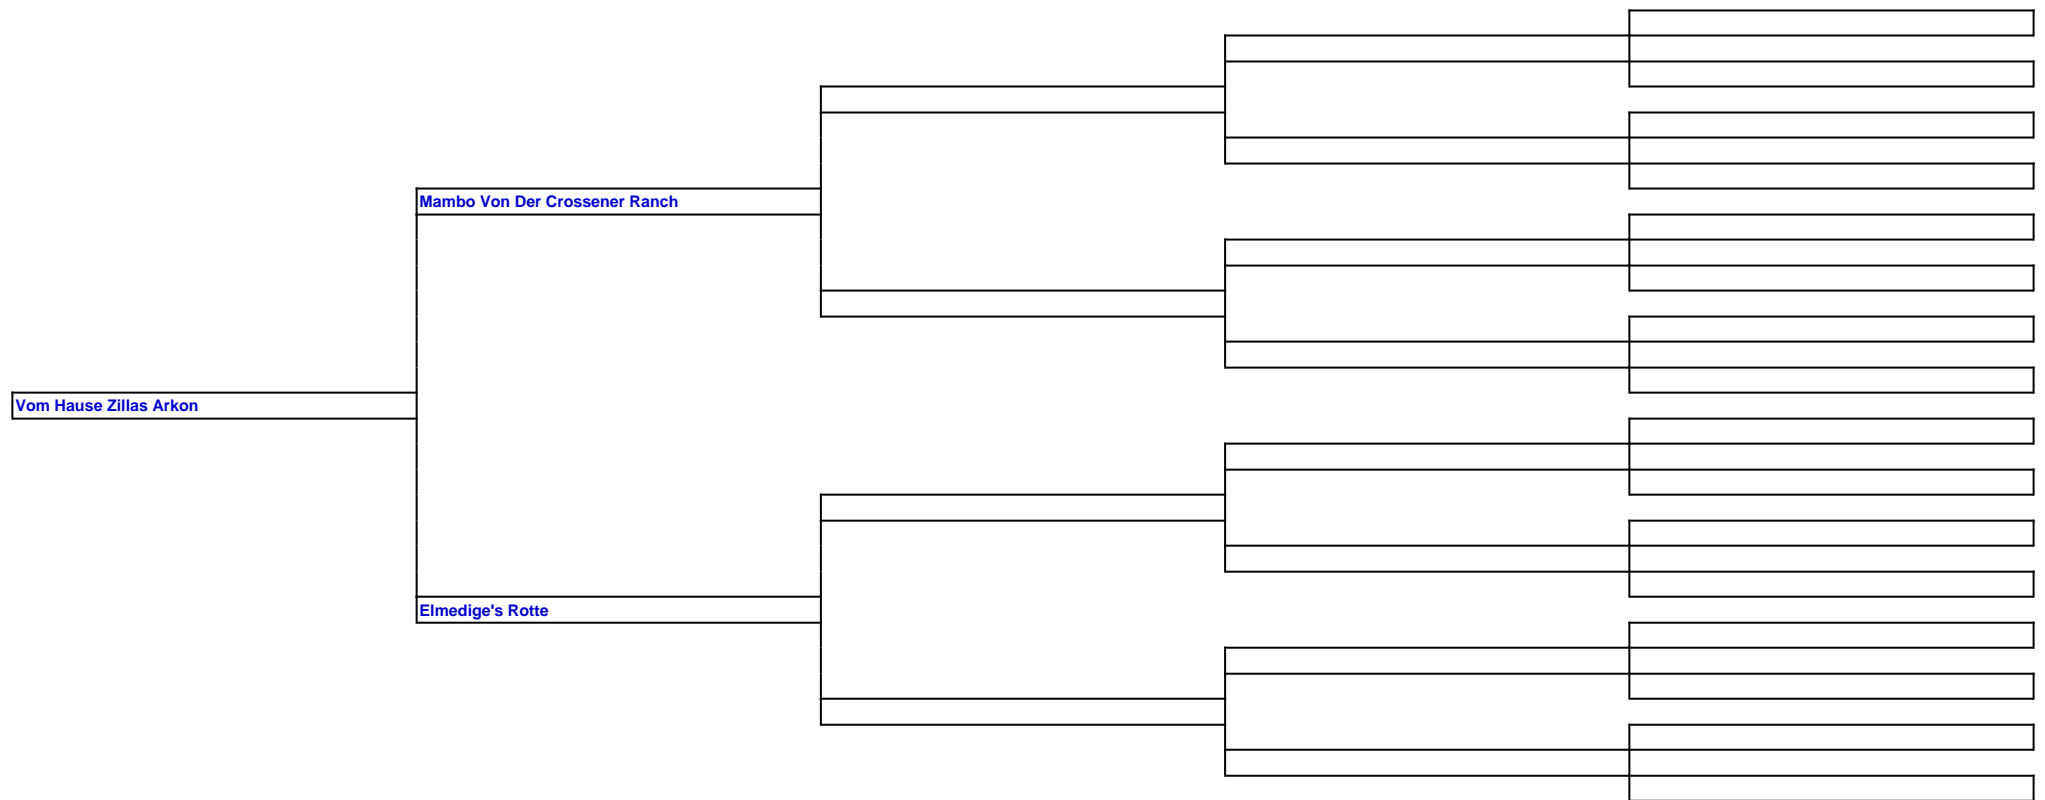 Mambo Von Der Crossener Ranch
Vom Hause Zillas Arkon
Elmedige's Rotte